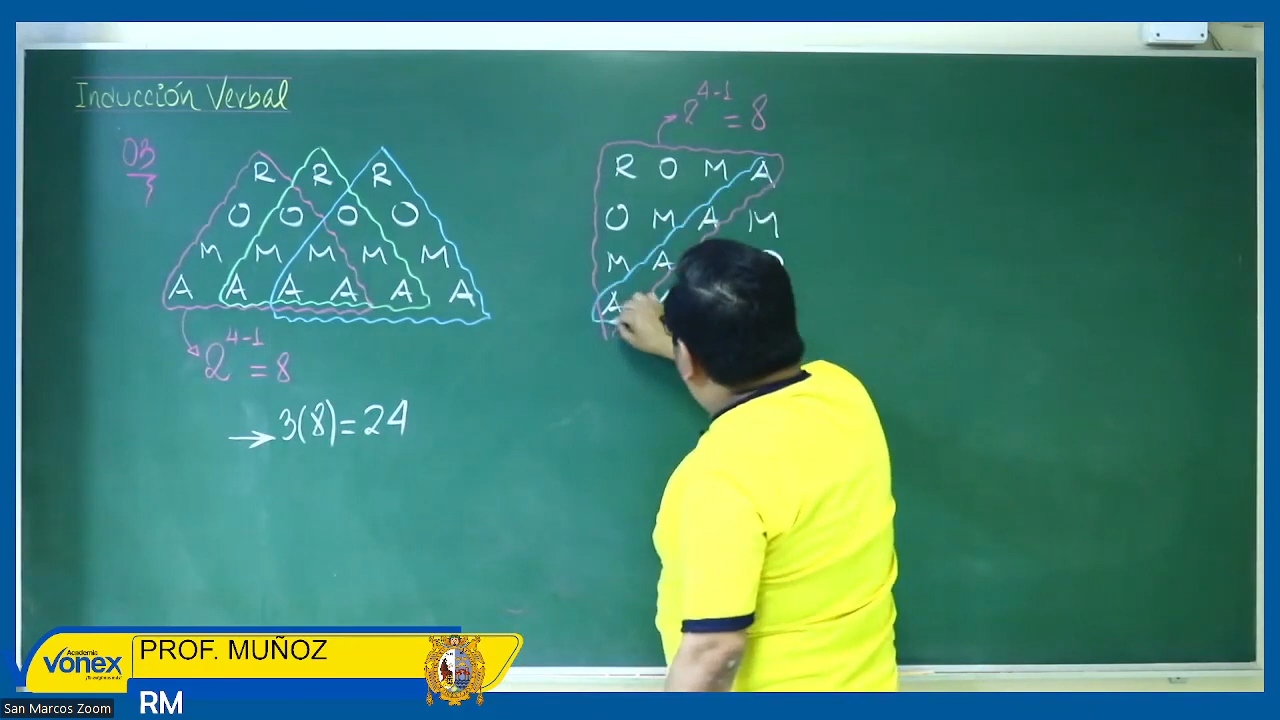 Inducción Verbal
03
R R R
O O O O
M M M M M
A A A A A A
2^{4-1} = 8
→ 3(8) = 24
2^{4-1} = 8
R O M A
O M A M
M A O
A
Academia
vonex
PROF. MUÑOZ
RM
San Marcos Zoom